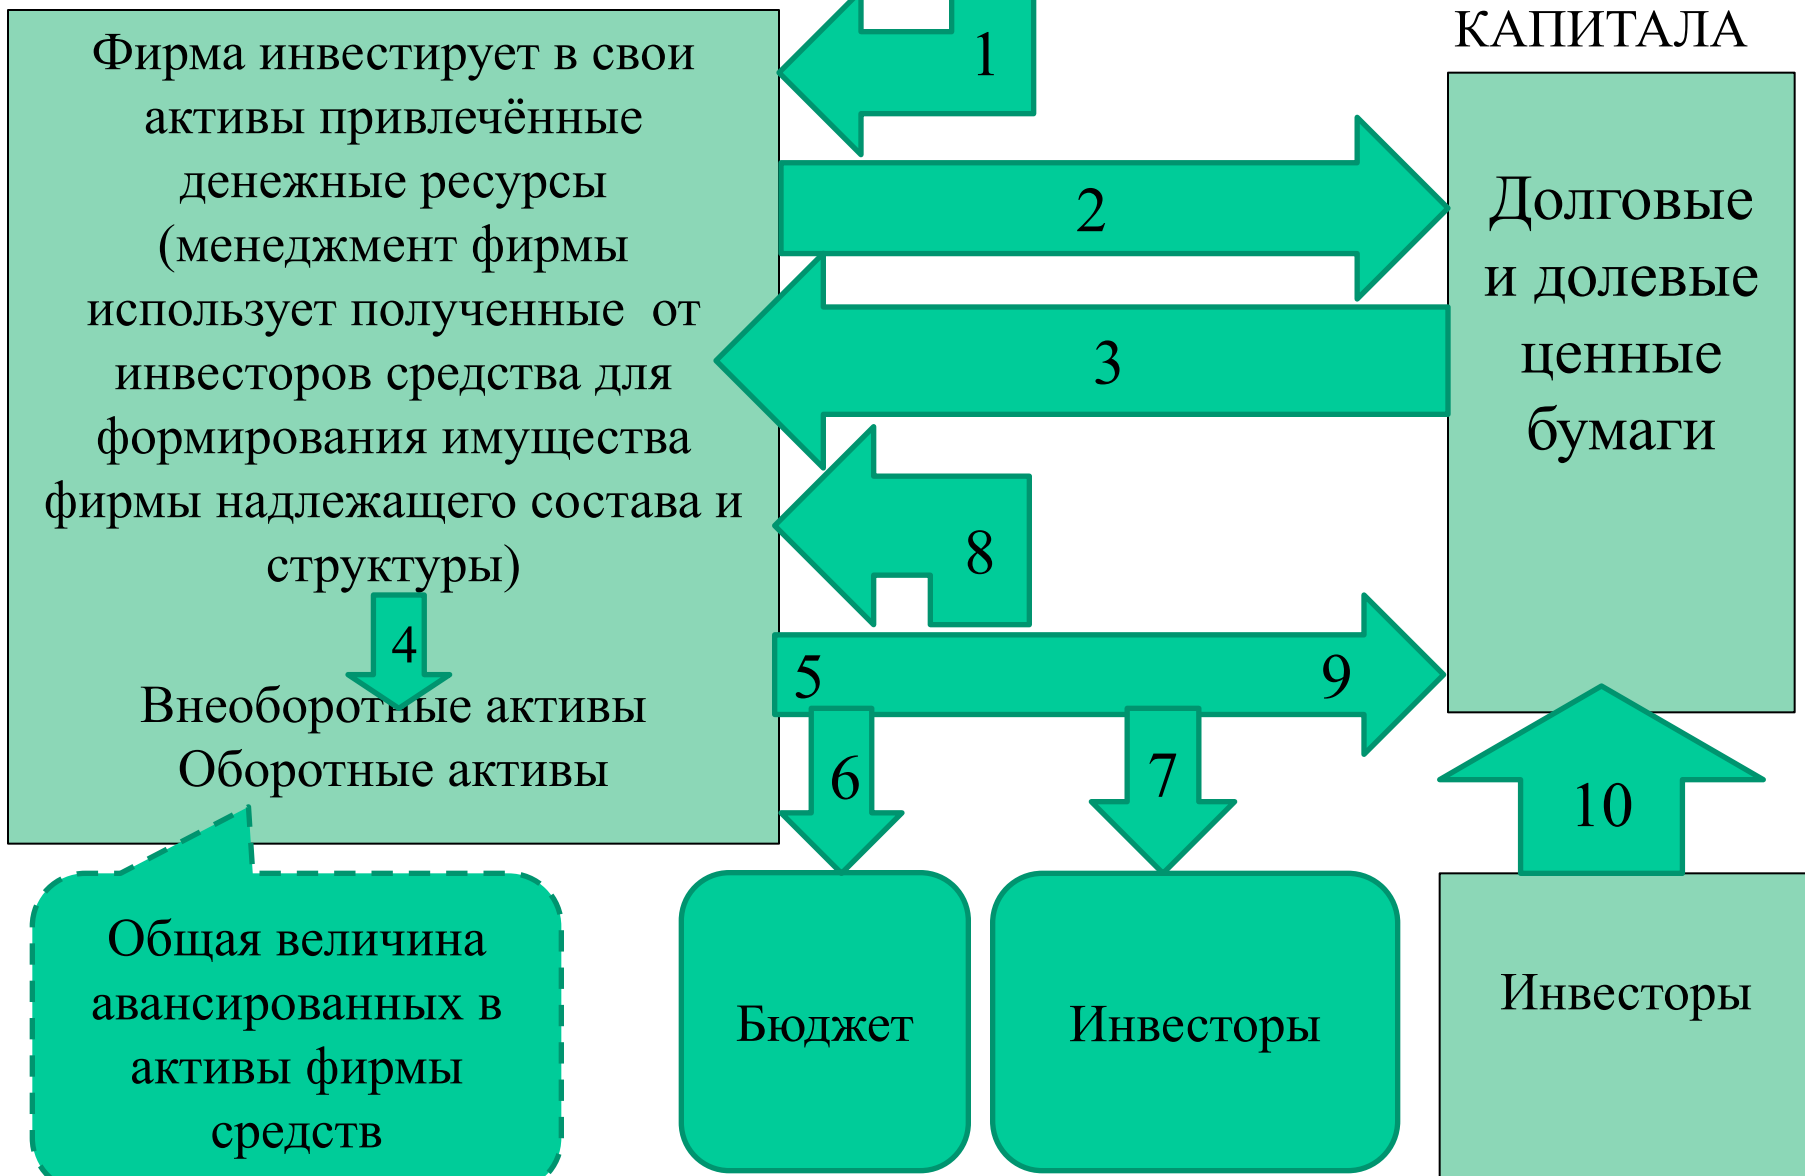 КАПИТАЛА
Фирма инвестирует в свои
активы привлечённые
денежные ресурсы
(менеджмент фирмы
использует полученные от
инвесторов средства для
формирования имущества
фирмы надлежащего состава и
структуры)
4
Внеоборотные активы
Оборотные активы
1
2
3
8
5
9
6
7
10
Долговые
и долевые
ценные
бумаги
Общая величина
авансированных в
активы фирмы
средств
Бюджет
Инвесторы
Инвесторы